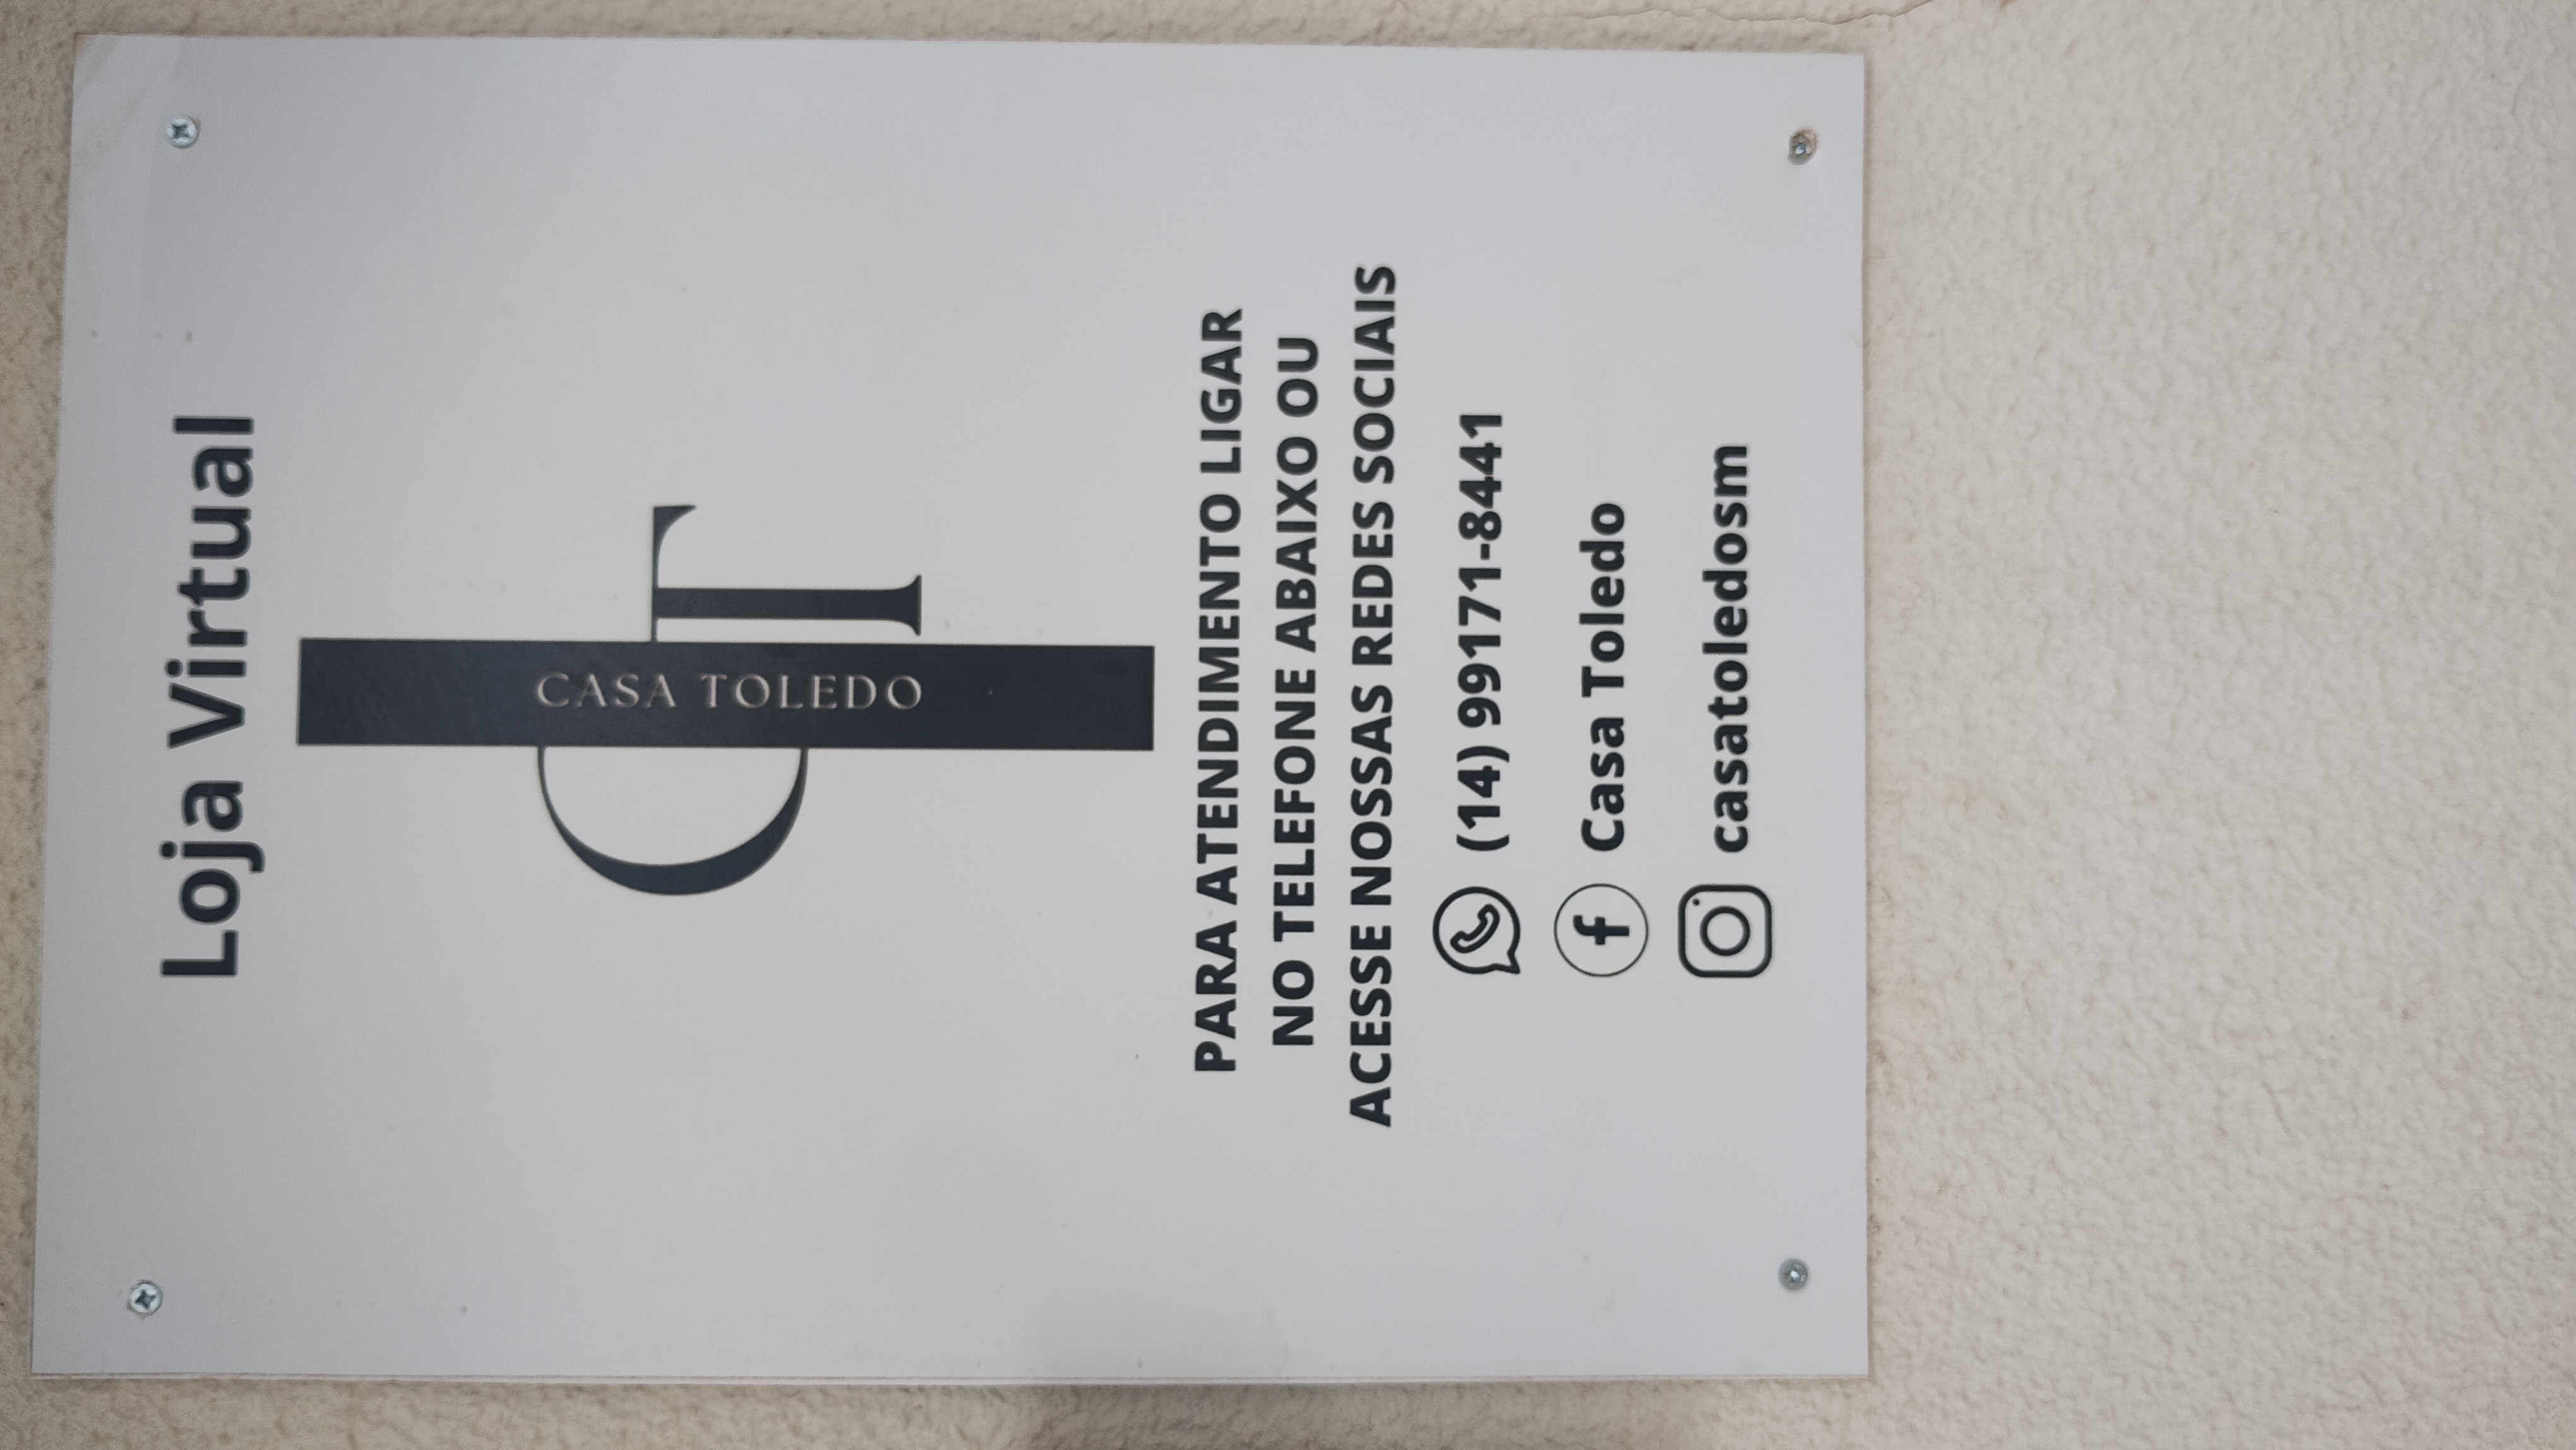 Loja Virtual
CT
CASA TOLEDO
PARA ATENDIMENTO LIGAR
NO TELEFONE ABAIXO OU
ACESSE NOSSAS REDES SOCIAIS
(14) 99171-8441
Casa Toledo
casatoledosm